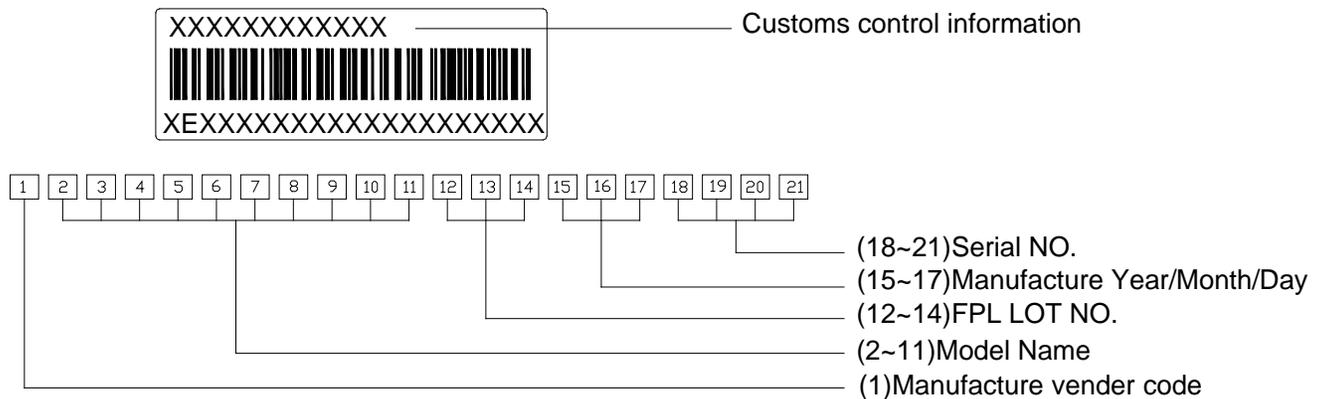 XXXXXXXXXXXX
Customs control information
XEXXXXXXXXXXXXXXXXXXX
1 2 3 4 5 6 7 8 9 10 11 12 13 14 15 16 17 18 19 20 21
(18~21)Serial NO.
(15~17)Manufacture Year/Month/Day
(12~14)FPL LOT NO.
(2~11)Model Name
(1)Manufacture vender code